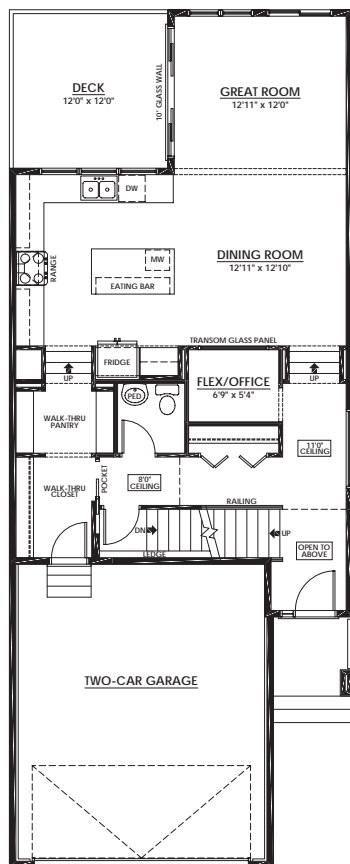 DECK
12'0" x 12'0"
10' GLASS WALL
GREAT ROOM
12'11" x 12'0"
DW
RANGE
MW
EATING BAR
DINING ROOM
12'11" x 12'10"
TRANSOM GLASS PANEL
FRIDGE
UP
UP
PED
FLEX/OFFICE
6'9" x 5'4"
WALK-THRU
PANTRY
11'0"
CEILING
WALK-THRU
CLOSET
POCKET
8'0"
CEILING
RAILING
DN
UP
LEDGE
OPEN TO
ABOVE
TWO-CAR GARAGE